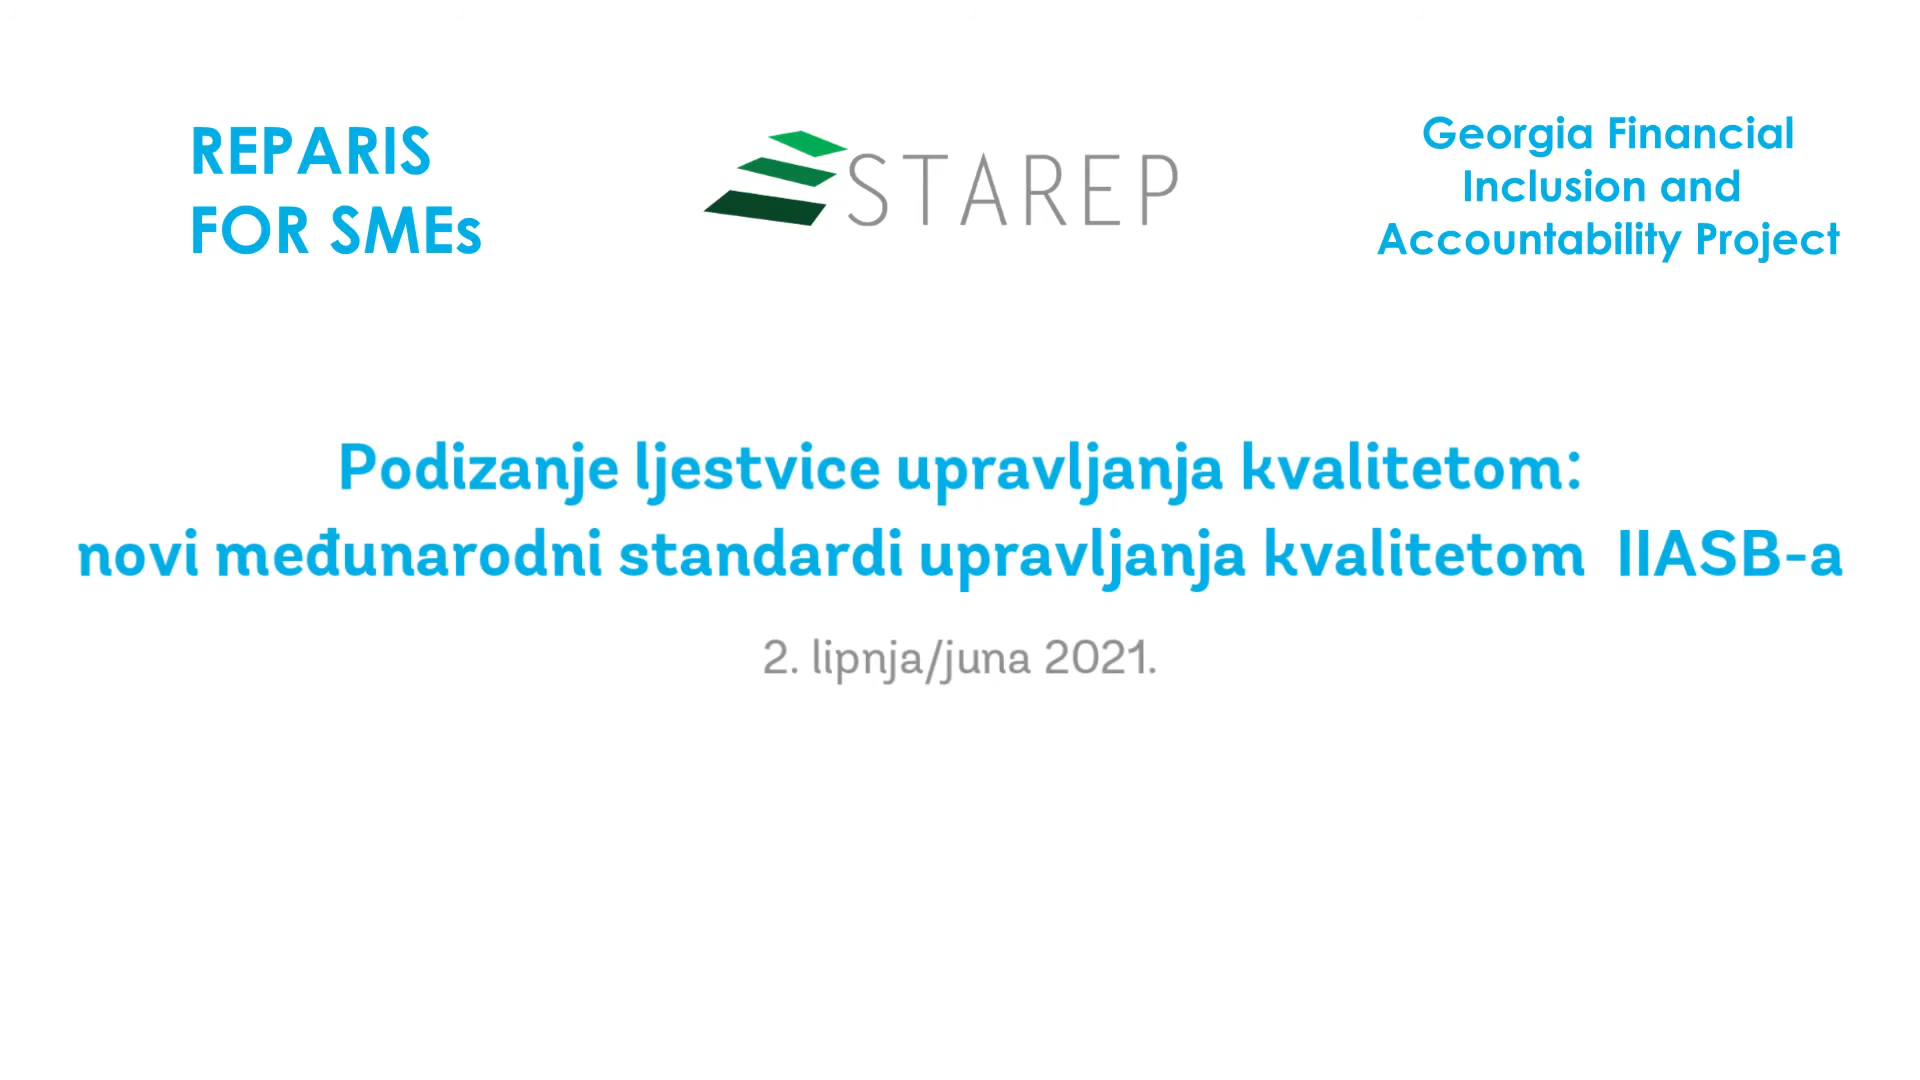 REPARIS
FOR SMEs
STAREP
Georgia Financial
Inclusion and
Accountability Project
Podizanje ljestvice upravljanja kvalitetom:
novi međunarodni standardi upravljanja kvalitetom IIASB-a
2. lipnja/juna 2021.